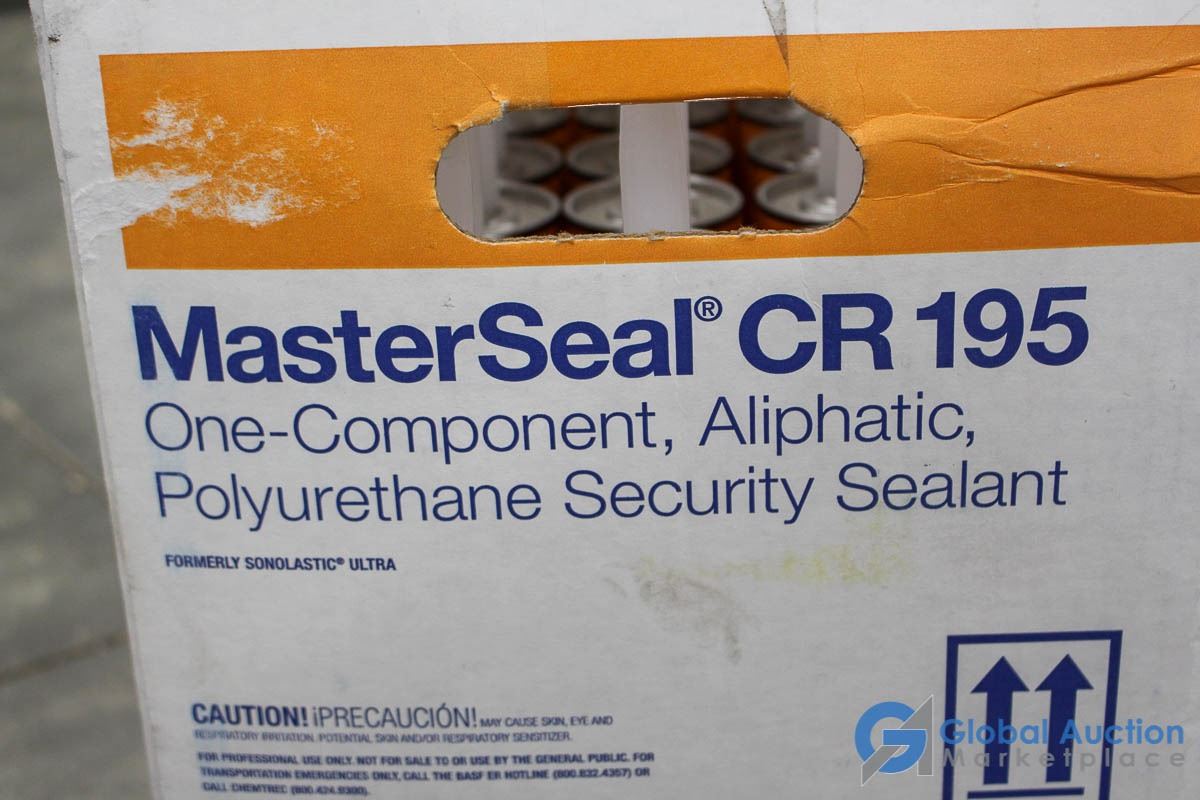 MasterSeal® CR 195
One-Component, Aliphatic,
Polyurethane Security Sealant
FORMERLY SONOLASTIC® ULTRA
CAUTION! ¡PRECAUCIÓN! MAY CAUSE SKIN, EYE AND
RESPIRATORY IRRITATION. POTENTIAL SKIN AND/OR RESPIRATORY SENSITIZER.
FOR PROFESSIONAL USE ONLY. NOT FOR SALE TO OR USE BY THE GENERAL PUBLIC. FOR
TRANSPORTATION EMERGENCIES ONLY, CALL THE BASF ER HOTLINE (800.832.4357) OR
CALL CHEMTREC (800.424.9300).
Global Auction
Marketplace